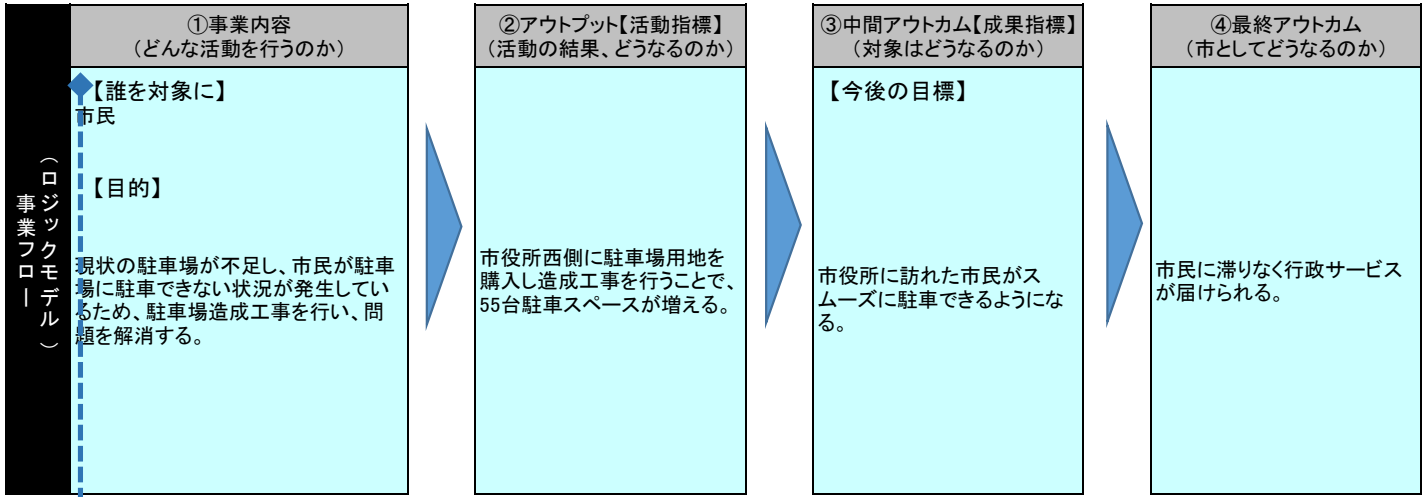 事業フロー
（ロジックモデル）
①事業内容
（どんな活動を行うのか）
【誰を対象に】
市民
【目的】
現状の駐車場が不足し、市民が駐車
場に駐車できない状況が発生してい
るため、駐車場造成工事を行い、問
題を解消する。
②アウトプット【活動指標】
（活動の結果、どうなるのか）
市役所西側に駐車場用地を
購入し造成工事を行うことで、
55台駐車スペースが増える。
③中間アウトカム【成果指標】
（対象はどうなるのか）
【今後の目標】
市役所に訪れた市民がス
ムーズに駐車できるようにな
る。
④最終アウトカム
（市としてどうなるのか）
市民に滞りなく行政サービス
が届けられる。